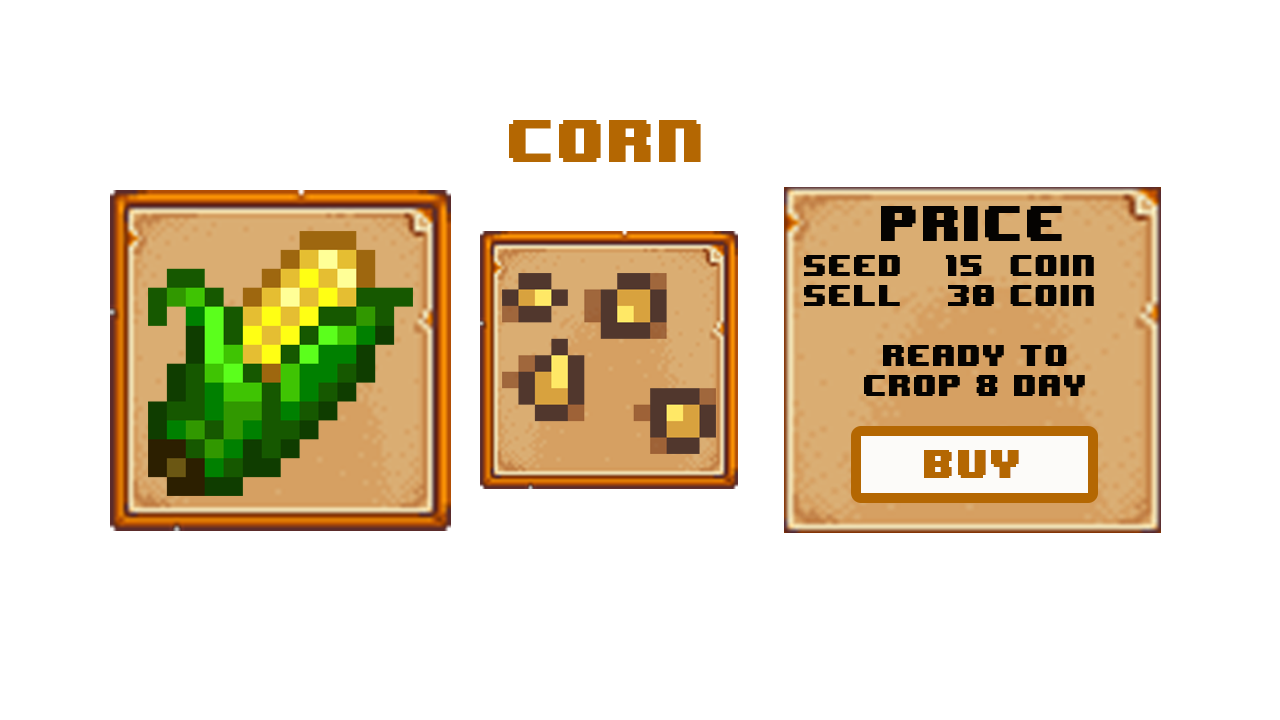 CORN
PRICE
SEED 15 COIN
SELL 38 COIN
READY TO
CROP 8 DAY
BUY